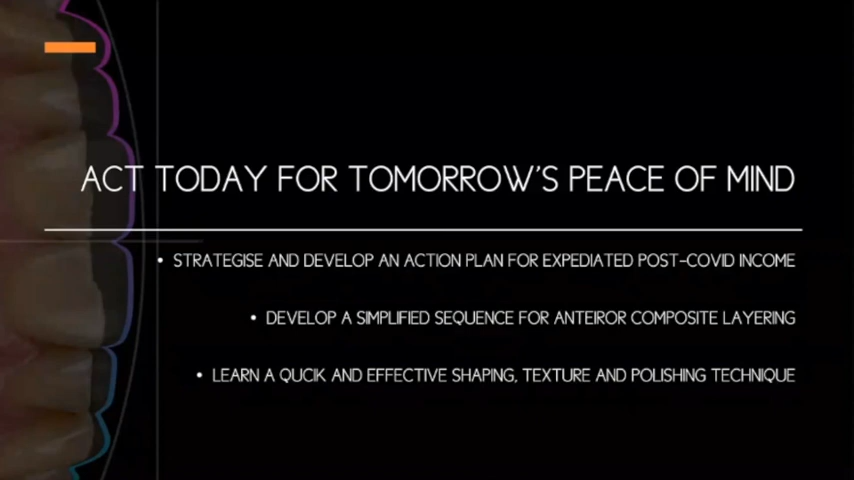 ACT TODAY FOR TOMORROW'S PEACE OF MIND
• STRATEGISE AND DEVELOP AN ACTION PLAN FOR EXPEDIATED POST-COVID INCOME
• DEVELOP A SIMPLIFIED SEQUENCE FOR ANTEIROR COMPOSITE LAYERING
• LEARN A QUCIK AND EFFECTIVE SHAPING, TEXTURE AND POLISHING TECHNIQUE